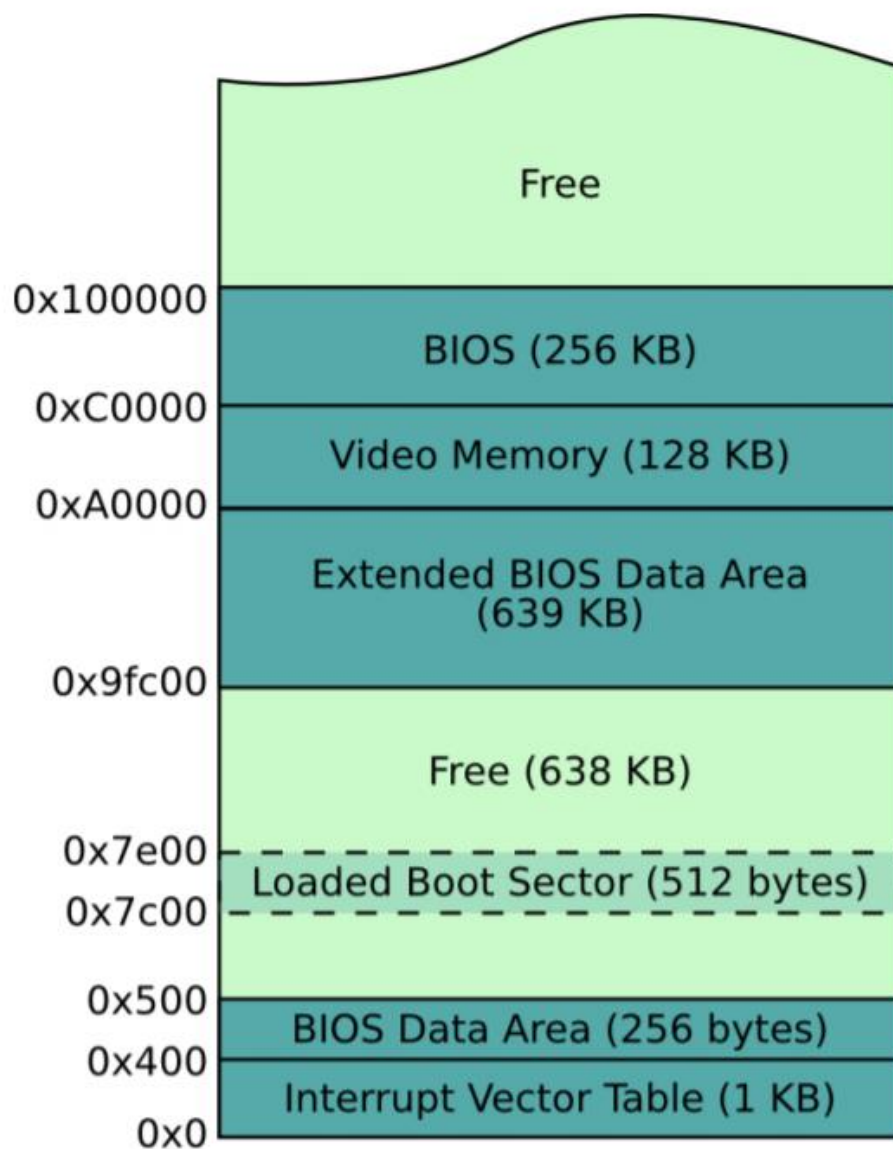 Free
0x100000
BIOS (256 KB)
0xC0000
Video Memory (128 KB)
0xA0000
Extended BIOS Data Area
(639 KB)
0x9fc00
Free (638 KB)
0x7e00
Loaded Boot Sector (512 bytes)
0x7c00
0x500
BIOS Data Area (256 bytes)
0x400
Interrupt Vector Table (1 KB)
0x0